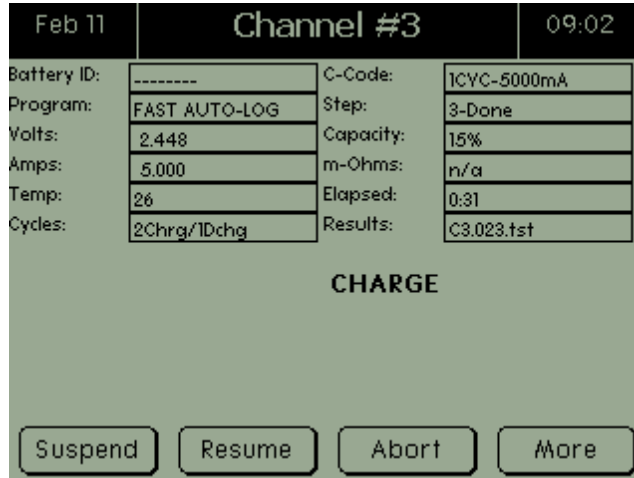 Feb 11 Channel #3 09:02
Battery ID: -------- C-Code: 1CYC-5000mA
Program: FAST AUTO-LOG Step: 3-Done
Volts: 2.448 Capacity: 15%
Amps: 5.000 m-Ohms: n/a
Temp: 26 Elapsed: 0:31
Cycles: 2Chrg/1Dchg Results: C3.023.tst
CHARGE
Suspend Resume Abort More